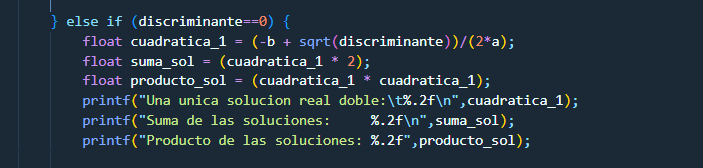 } else if (discriminante==0) {
float cuadratica_1 = (-b + sqrt(discriminante))/(2*a);
float suma_sol = (cuadratica_1 * 2);
float producto_sol = (cuadratica_1 * cuadratica_1);
printf("Una unica solucion real doble:\t%.2f\n",cuadratica_1);
printf("Suma de las soluciones:     %.2f\n",suma_sol);
printf("Producto de las soluciones: %.2f",producto_sol);